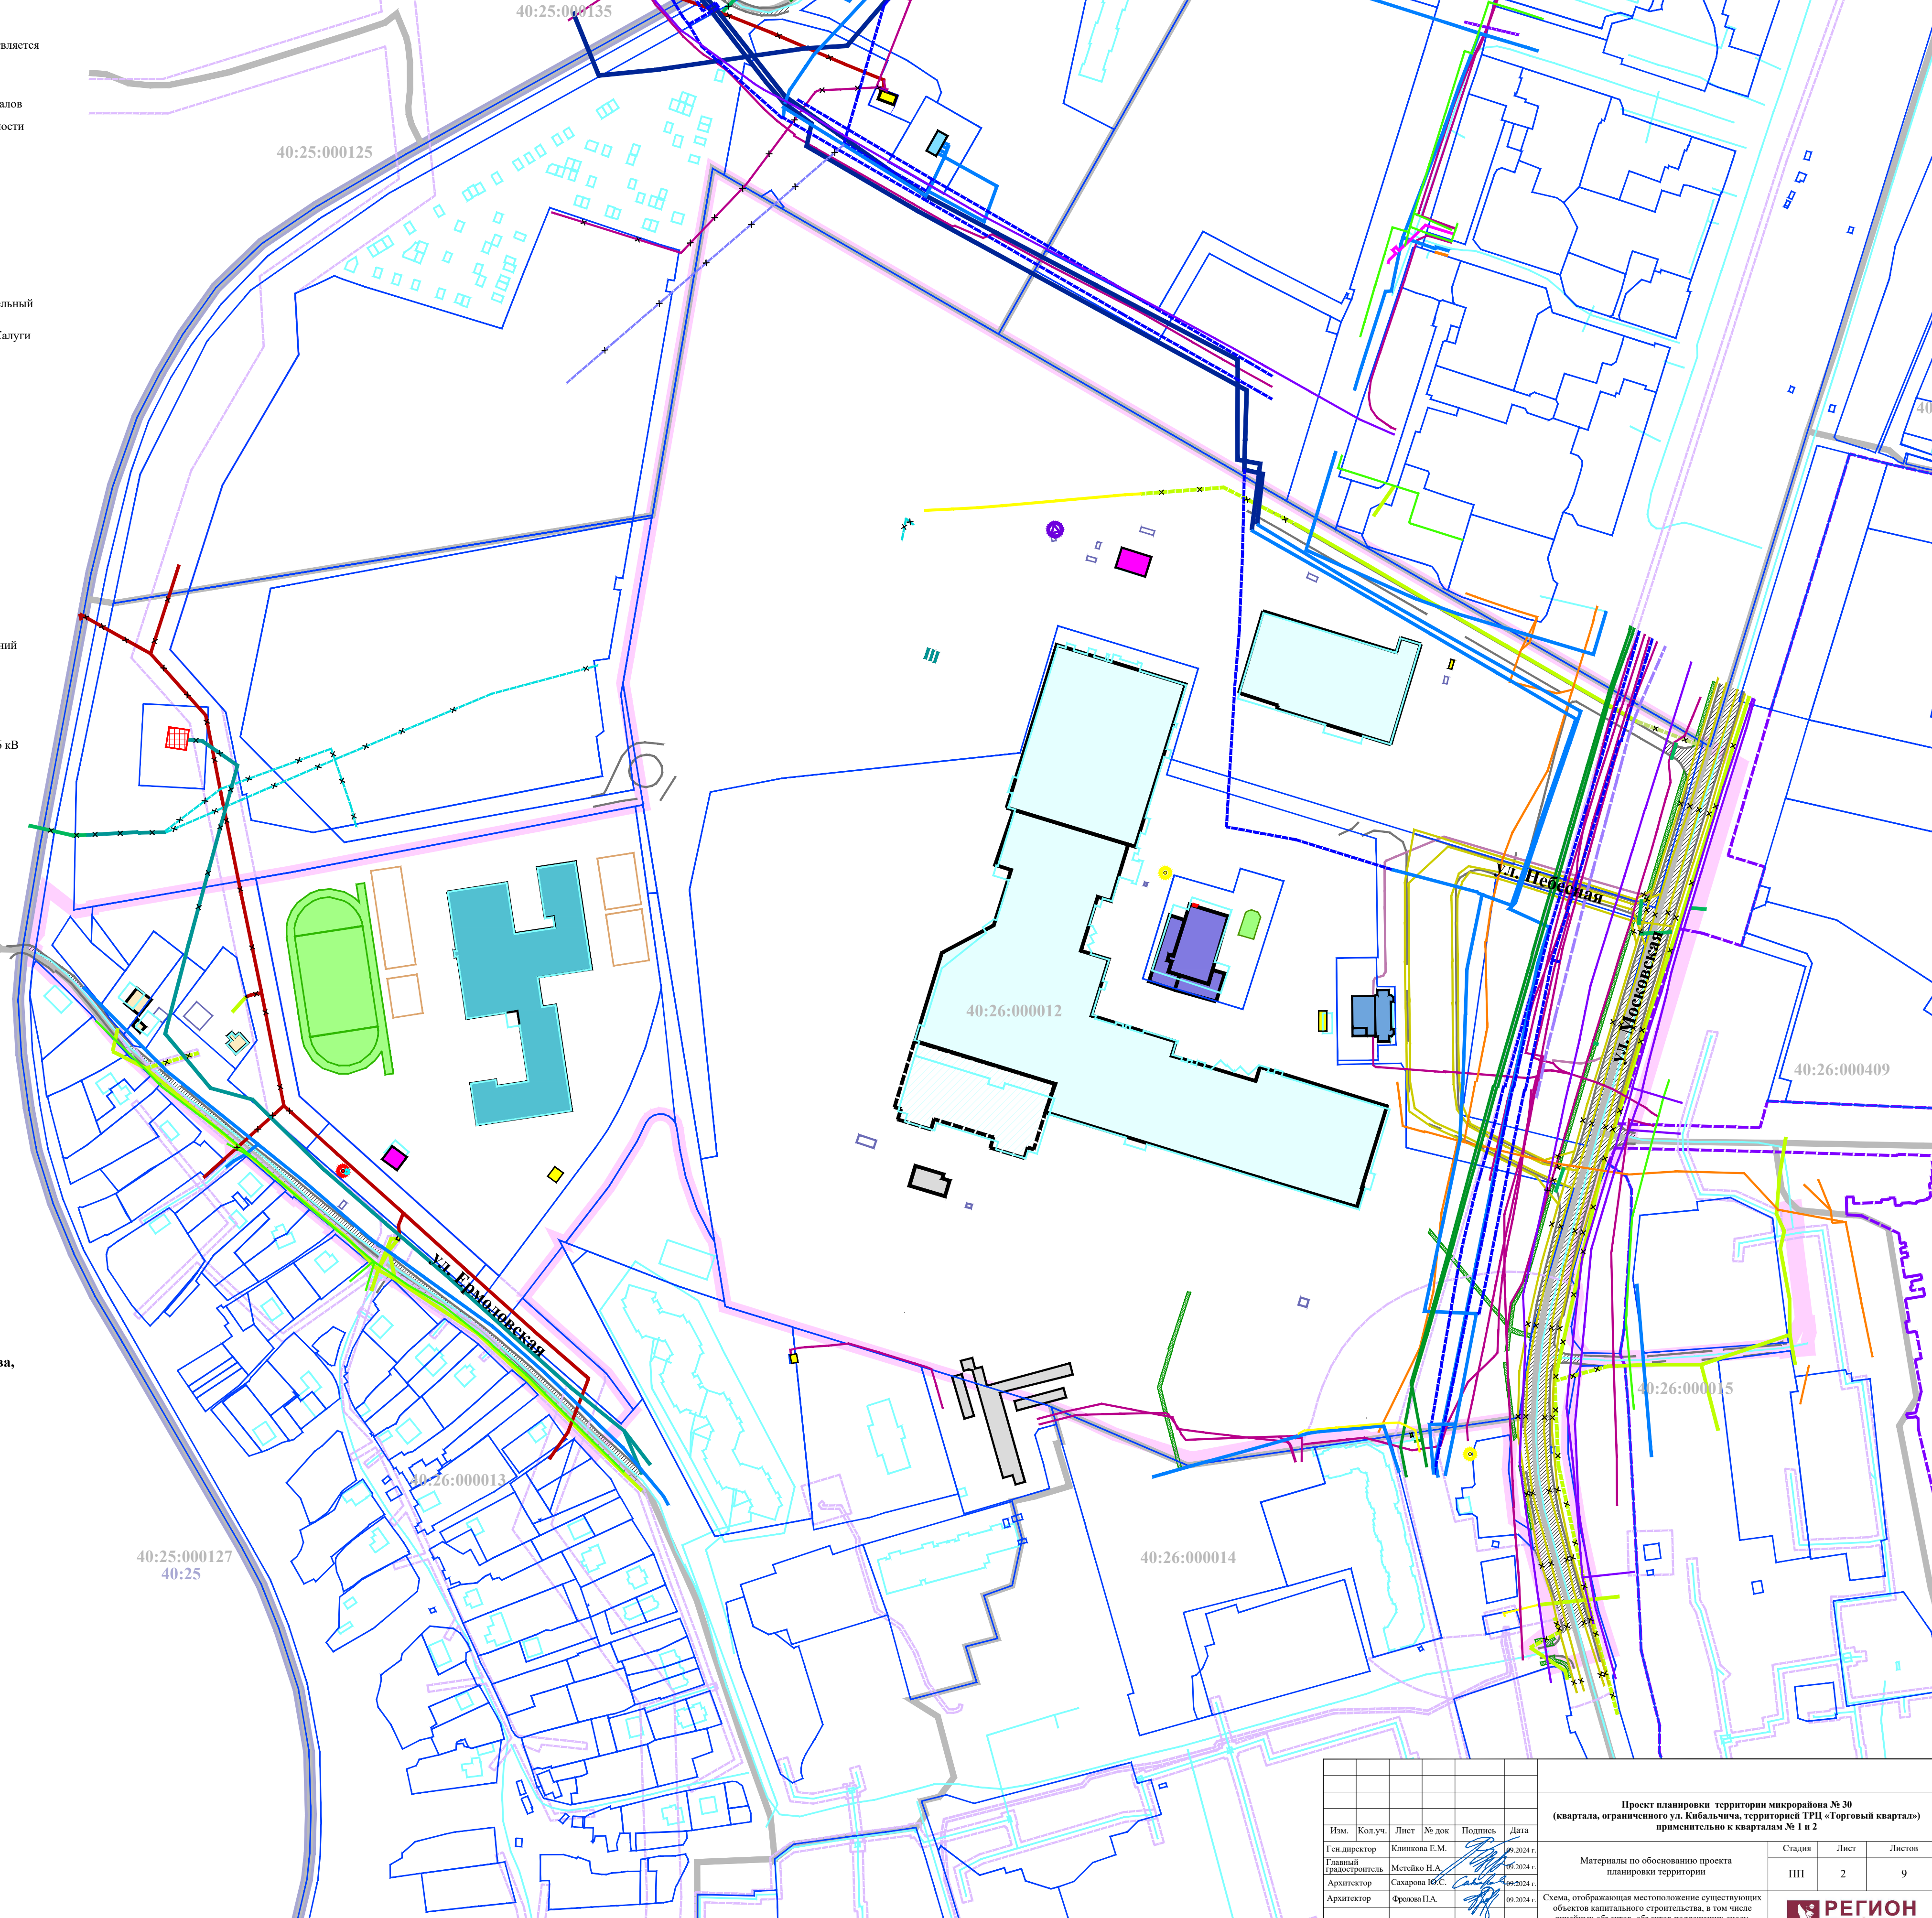 вляется
алов
ости
ельный
Калуги
ний
6 кВ
ва,
40:25:000135
40:25:000125
40
40:26:000012
ул. Небесная
ул. Московская
40:26:000409
ул. Ермоловская
40:26:000015
40:26:000013
40:25:000127
40:25
40:26:000014
Проект планировки территории микрорайона № 30
(квартала, ограниченного ул. Кибальчича, территорией ТРЦ «Торговый квартал»)
применительно к кварталам № 1 и 2
Изм. Кол.уч. Лист № док Подпись Дата
Ген.директор Клинкова Е.М. 09.2024 г.
Главный градостроитель Метейко Н.А. 09.2024 г.
Архитектор Сахарова Ю.С. 09.2024 г.
Архитектор Фролова П.А. 09.2024 г.
Материалы по обоснованию проекта
планировки территории
Стадия Лист Листов
ПП 2 9
Схема, отображающая местоположение существующих
объектов капитального строительства, в том числе
РЕГИОН